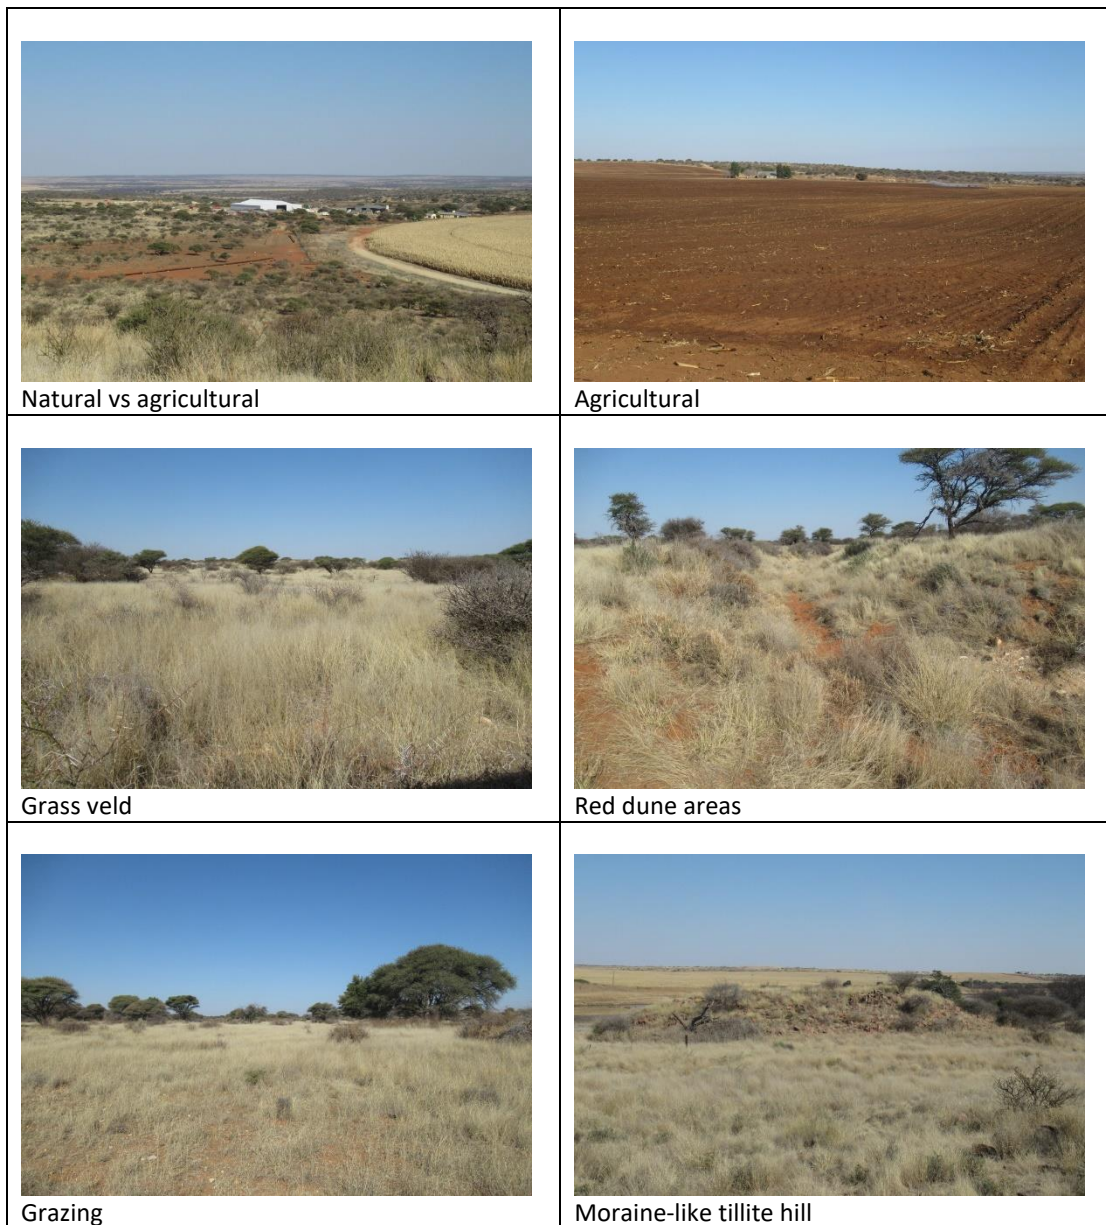 Natural vs agricultural
Agricultural
Grass veld
Red dune areas
Grazing
Moraine-like tillite hill